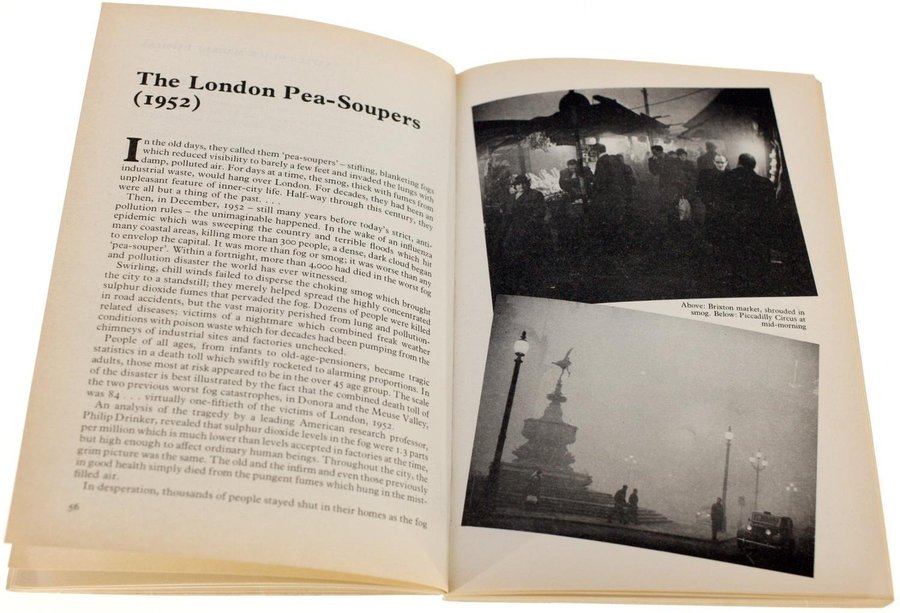 The London Pea-Soupers
(1952)
In the old days, they called them 'pea-soupers' – stifling, blanketing fogs
which reduced visibility to barely a few feet and invaded the lungs with
damp, polluted air. For days at a time, the smog, thick with fumes from
industrial waste, would hang over London. For decades, they had been an
unpleasant feature of inner-city life. Half-way through this century, they
were all but a thing of the past. . . .
Then, in December, 1952 – still many years before today's strict, anti-
pollution rules – the unimaginable happened. In the wake of an influenza
epidemic which was sweeping the country and terrible floods which hit
many coastal areas, killing more than 300 people, a dense, dark cloud began
to envelop the capital. It was more than fog or smog; it was worse than any
'pea-souper'. Within a fortnight, more than 4,000 had died in the worst fog
and pollution disaster the world has ever witnessed.
Swirling, chill winds failed to disperse the choking smog which brought
the city to a standstill; they merely helped spread the highly concentrated
sulphur dioxide fumes that pervaded the fog. Dozens of people were killed
in road accidents, but the vast majority perished from lung and pollution-
related diseases; victims of a nightmare which combined freak weather
conditions with poison waste which for decades had been pumping from the
chimneys of industrial sites and factories unchecked.
People of all ages, from infants to old-age-pensioners, became tragic
statistics in a death toll which swiftly rocketed to alarming proportions. In
adults, those most at risk appeared to be in the over 45 age group. The scale
of the disaster is best illustrated by the fact that the combined death toll of
the two previous worst fog catastrophes, in Donora and the Meuse Valley,
was 84 . . . virtually one-fiftieth of the victims of London, 1952.
An analysis of the tragedy by a leading American research professor,
Philip Drinker, revealed that sulphur dioxide levels in the fog were 1.3 parts
per million which is much lower than levels accepted in factories at the time,
but high enough to affect ordinary human beings. Throughout the city, the
grim picture was the same. The old and the infirm and even those previously
in good health simply died from the pungent fumes which hung in the mist-
filled air.
In desperation, thousands of people stayed shut in their homes as the fog
56
Above: Brixton market, shrouded in
smog. Below: Piccadilly Circus at
mid-morning